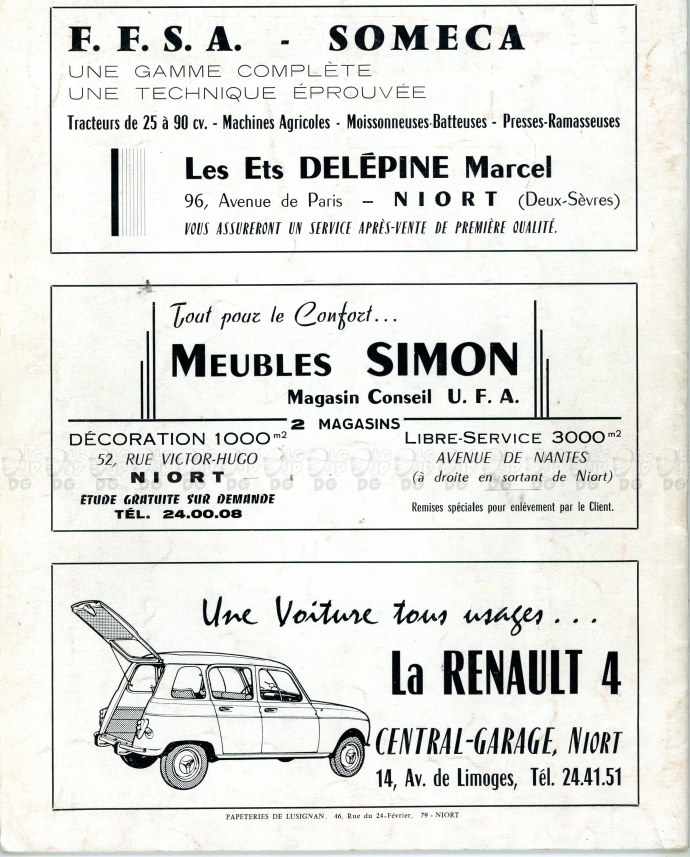 F. F. S. A. - SOMECA
UNE GAMME COMPLÈTE
UNE TECHNIQUE ÉPROUVÉE
Tracteurs de 25 à 90 cv. - Machines Agricoles - Moissonneuses-Batteuses - Presses-Ramasseuses
Les Ets DELÉPINE Marcel
96, Avenue de Paris – NIORT (Deux-Sèvres)
VOUS ASSURERONT UN SERVICE APRÈS-VENTE DE PREMIÈRE QUALITÉ.
Tout pour le Confort...
MEUBLES SIMON
Magasin Conseil U. F. A.
2 MAGASINS
DÉCORATION 1000 m2
52, RUE VICTOR-HUGO
NIORT
ÉTUDE GRATUITE SUR DEMANDE
TÉL. 24.00.08
LIBRE-SERVICE 3000 m2
AVENUE DE NANTES
(à droite en sortant de Niort)
Remises spéciales pour enlèvement par le Client.
Une Voiture tous usages...
La RENAULT 4
CENTRAL-GARAGE, NIORT
14, Av. de Limoges, Tél. 24.41.51
PAPETERIES DE LUSIGNAN, 46, Rue du 24-Février, 79 - NIORT